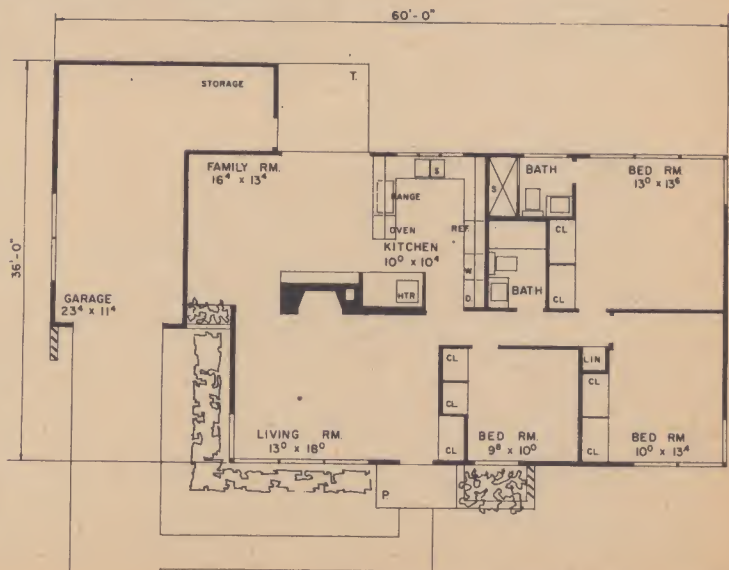 60'-0"
36'-0"
STORAGE
T.
FAMILY RM.
16⁴ x 13⁴
S
RANGE
OVEN
REF.
KITCHEN
10⁰ x 10⁴
W
D
HTR
S
BATH
BATH
BED RM.
13⁰ x 13⁶
CL
CL
GARAGE
23⁴ x 11⁴
LIVING RM.
13⁰ x 18⁰
CL
CL
CL
BED RM.
9⁸ x 10⁰
LIN
CL
CL
BED RM
10⁰ x 13⁴
P.